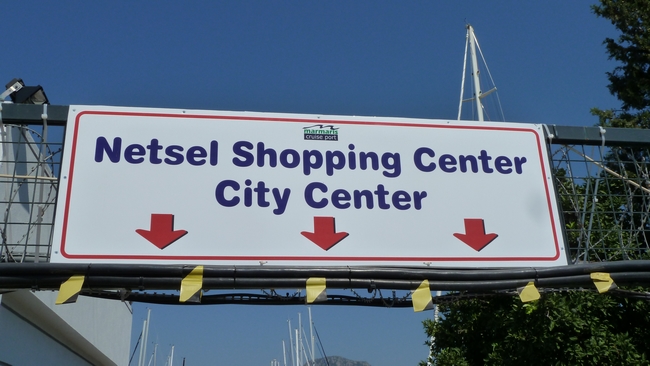 marmaris
cruise port
Netsel Shopping Center
City Center